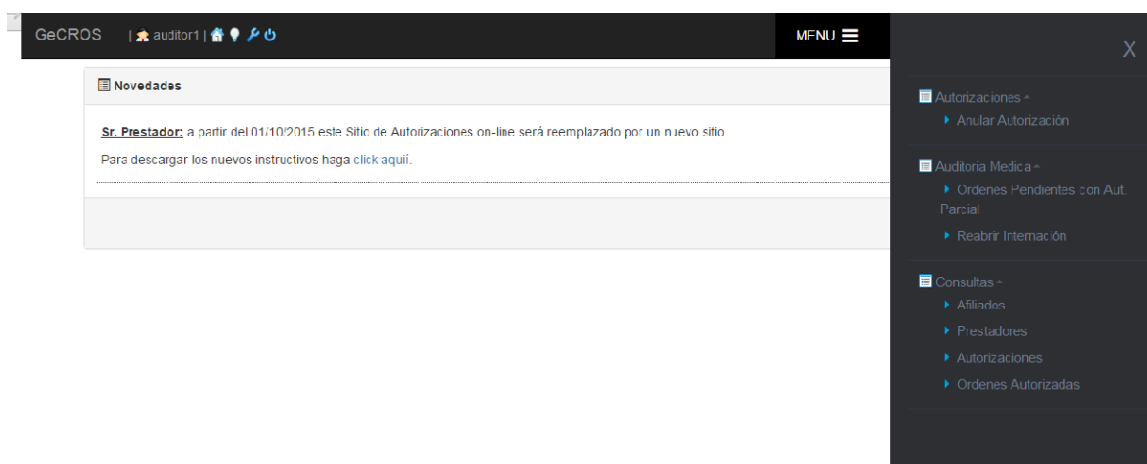 GeCROS | auditor1 | MENU
X
Novedades
Sr. Prestador: a partir del 01/10/2015 este Sitio de Autorizaciones on-line será reemplazado por un nuevo sitio
Para descargar los nuevos instructivos haga click aquií.
Autorizaciones
Anular Autorización
Auditoria Medica
Ordenes Pendientes con Aut.
Parcial
Reabrir Internación
Consultas
Afiliados
Prestadores
Autorizaciones
Ordenes Autorizadas